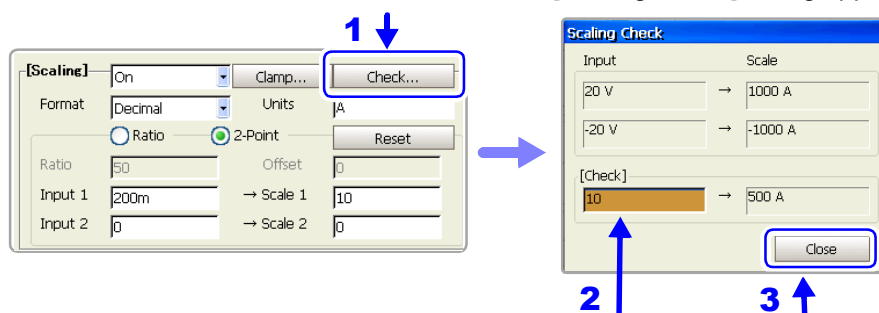 1
[Scaling] On Clamp... Check...
Format Decimal Units A
Ratio 2-Point Reset
Ratio 50 Offset 0
Input 1 200m → Scale 1 10
Input 2 0 → Scale 2 0
Scaling Check
Input Scale
20 V → 1000 A
-20 V → -1000 A
[Check]
10 → 500 A
Close
2 3